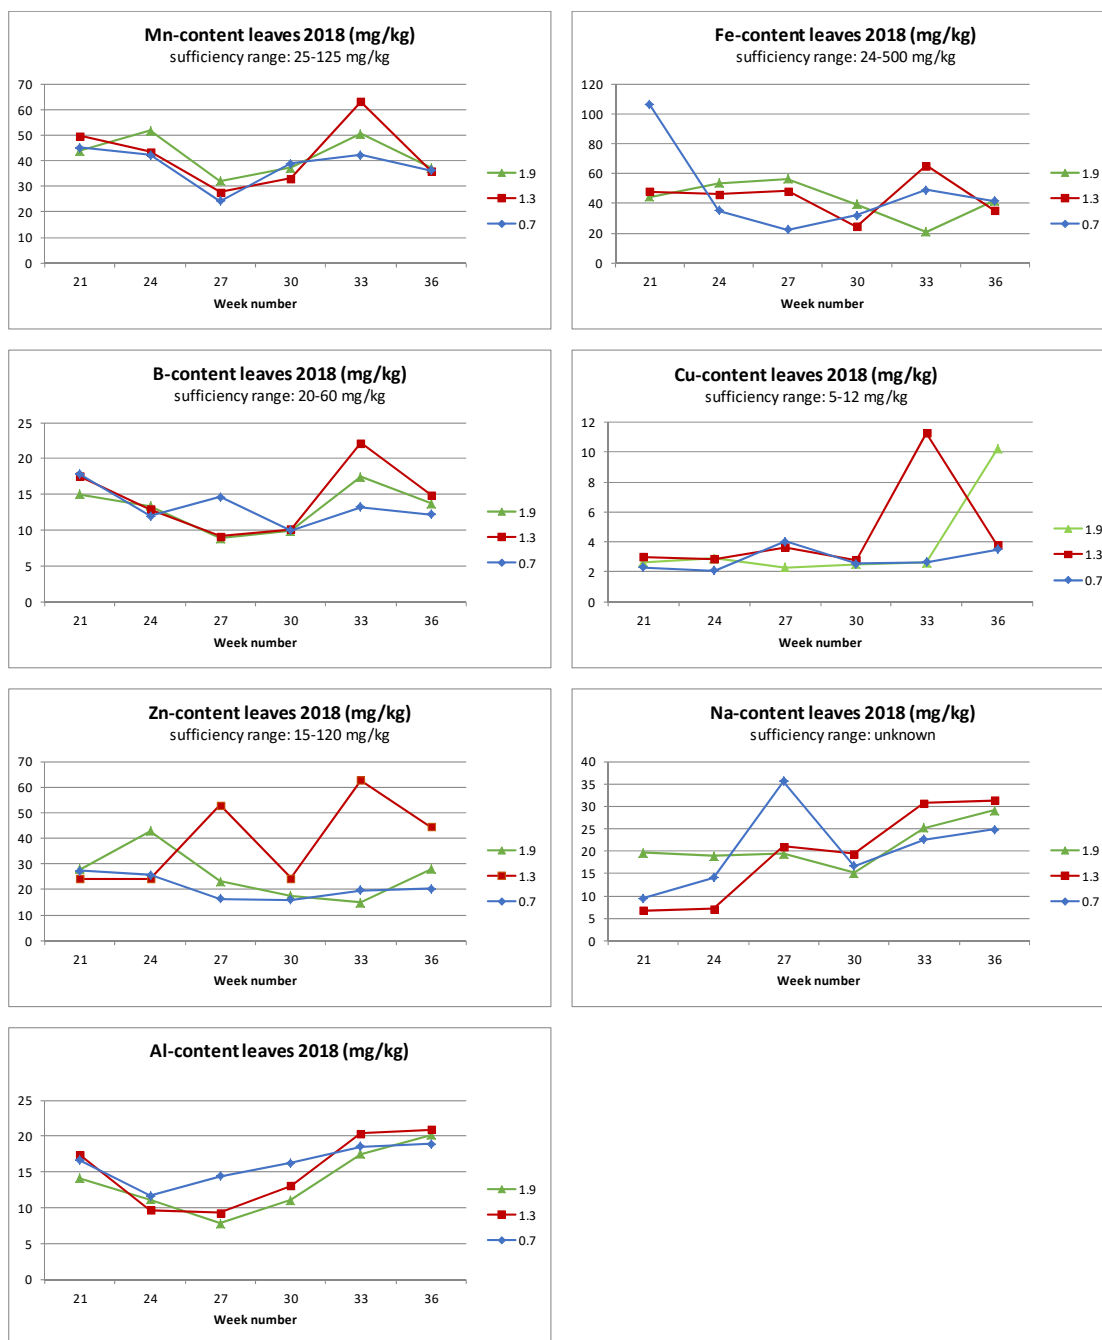 Mn-content leaves 2018 (mg/kg)
sufficiency range: 25-125 mg/kg
70
60
50
40
30
20
10
0
21 24 27 30 33 36
Week number
1.9
1.3
0.7
Fe-content leaves 2018 (mg/kg)
sufficiency range: 24-500 mg/kg
120
100
80
60
40
20
0
21 24 27 30 33 36
Week number
1.9
1.3
0.7
B-content leaves 2018 (mg/kg)
sufficiency range: 20-60 mg/kg
25
20
15
10
5
0
21 24 27 30 33 36
Week number
1.9
1.3
0.7
Cu-content leaves 2018 (mg/kg)
sufficiency range: 5-12 mg/kg
12
10
8
6
4
2
0
21 24 27 30 33 36
Week number
1.9
1.3
0.7
Zn-content leaves 2018 (mg/kg)
sufficiency range: 15-120 mg/kg
70
60
50
40
30
20
10
0
21 24 27 30 33 36
Week number
1.9
1.3
0.7
Na-content leaves 2018 (mg/kg)
sufficiency range: unknown
40
35
30
25
20
15
10
5
0
21 24 27 30 33 36
Week number
1.9
1.3
0.7
Al-content leaves 2018 (mg/kg)
25
20
15
10
5
0
21 24 27 30 33 36
Week number
1.9
1.3
0.7